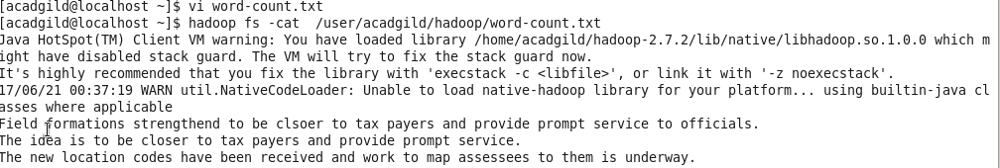 [acadgild@localhost ~]$ vi word-count.txt
[acadgild@localhost ~]$ hadoop fs -cat  /user/acadgild/hadoop/word-count.txt
Java HotSpot(TM) Client VM warning: You have loaded library /home/acadgild/hadoop-2.7.2/lib/native/libhadoop.so.1.0.0 which m
ight have disabled stack guard. The VM will try to fix the stack guard now.
It's highly recommended that you fix the library with 'execstack -c <libfile>', or link it with '-z noexecstack'.
17/06/21 00:37:19 WARN util.NativeCodeLoader: Unable to load native-hadoop library for your platform... using builtin-java cl
asses where applicable
Field formations strengthend to be clsoer to tax payers and provide prompt service to officials.
The idea is to be closer to tax payers and provide prompt service.
The new location codes have been received and work to map assessees to them is underway.